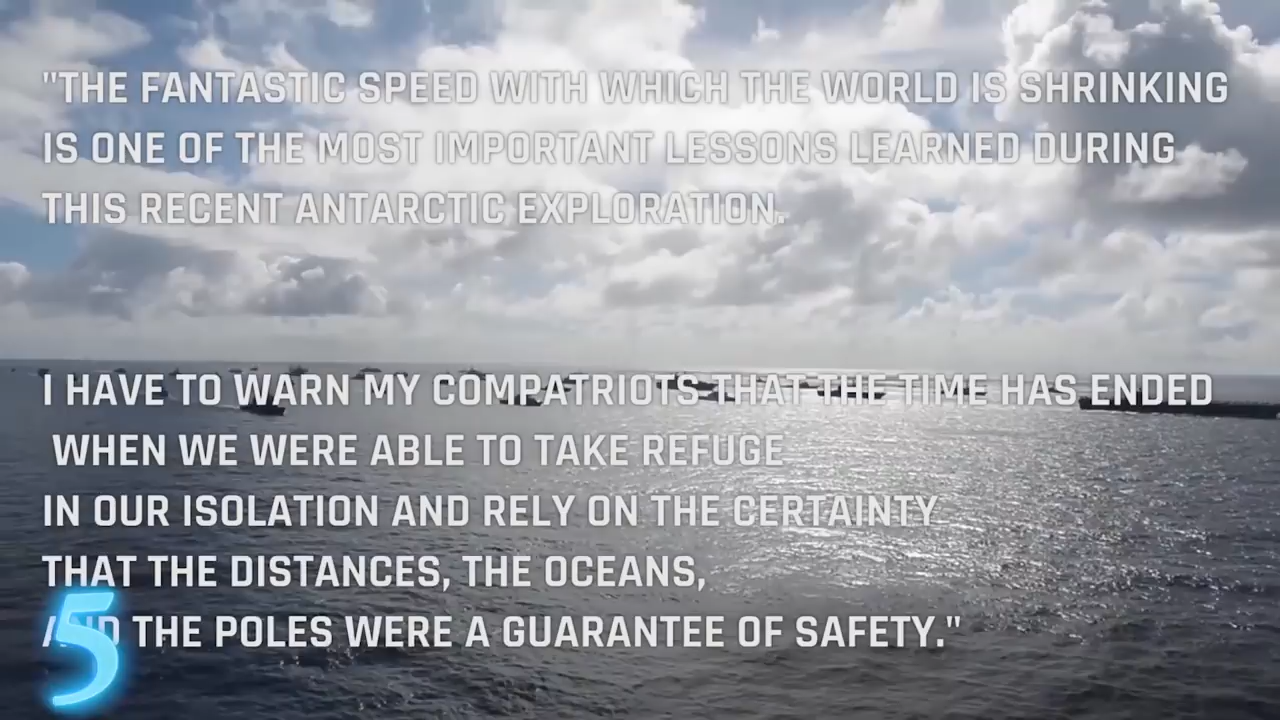 "THE FANTASTIC SPEED WITH WHICH THE WORLD IS SHRINKING
IS ONE OF THE MOST IMPORTANT LESSONS LEARNED DURING
THIS RECENT ANTARCTIC EXPLORATION.
I HAVE TO WARN MY COMPATRIOTS THAT THE TIME HAS ENDED
WHEN WE WERE ABLE TO TAKE REFUGE
IN OUR ISOLATION AND RELY ON THE CERTAINTY
THAT THE DISTANCES, THE OCEANS,
AND THE POLES WERE A GUARANTEE OF SAFETY."
5